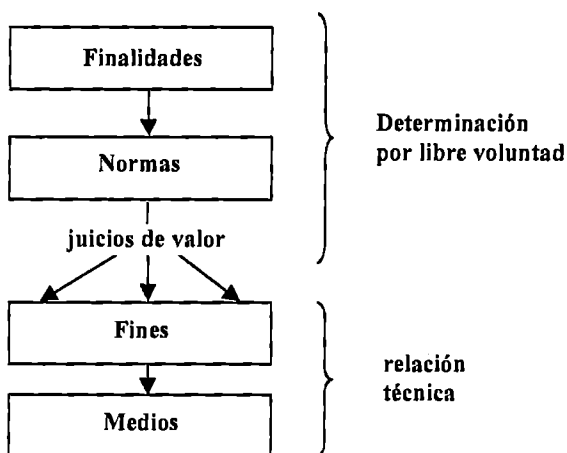 Finalidades
Normas
juicios de valor
Fines
Medios
Determinación
por libre voluntad
relación
técnica